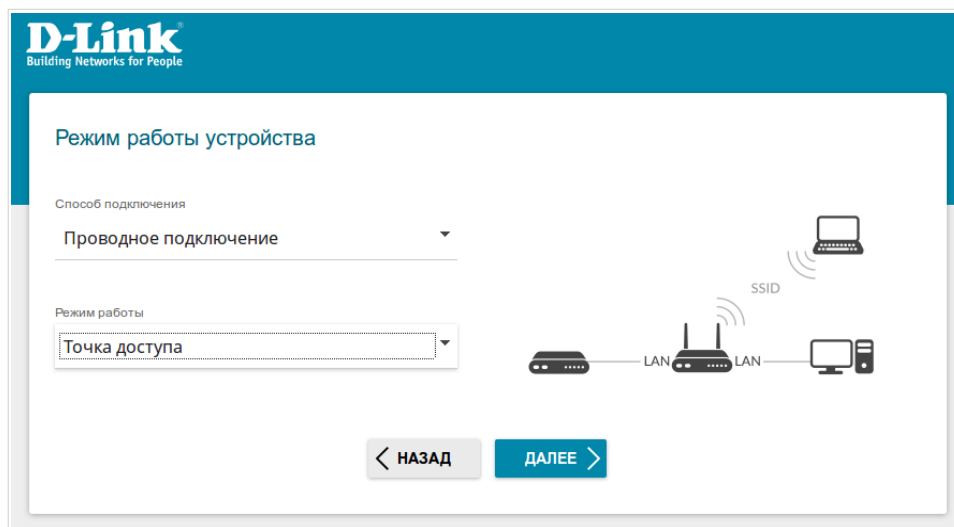 D-Link
Building Networks for People
Режим работы устройства
Способ подключения
Проводное подключение
Режим работы
Точка доступа
SSID
LAN
LAN
НАЗАД
ДАЛЕЕ